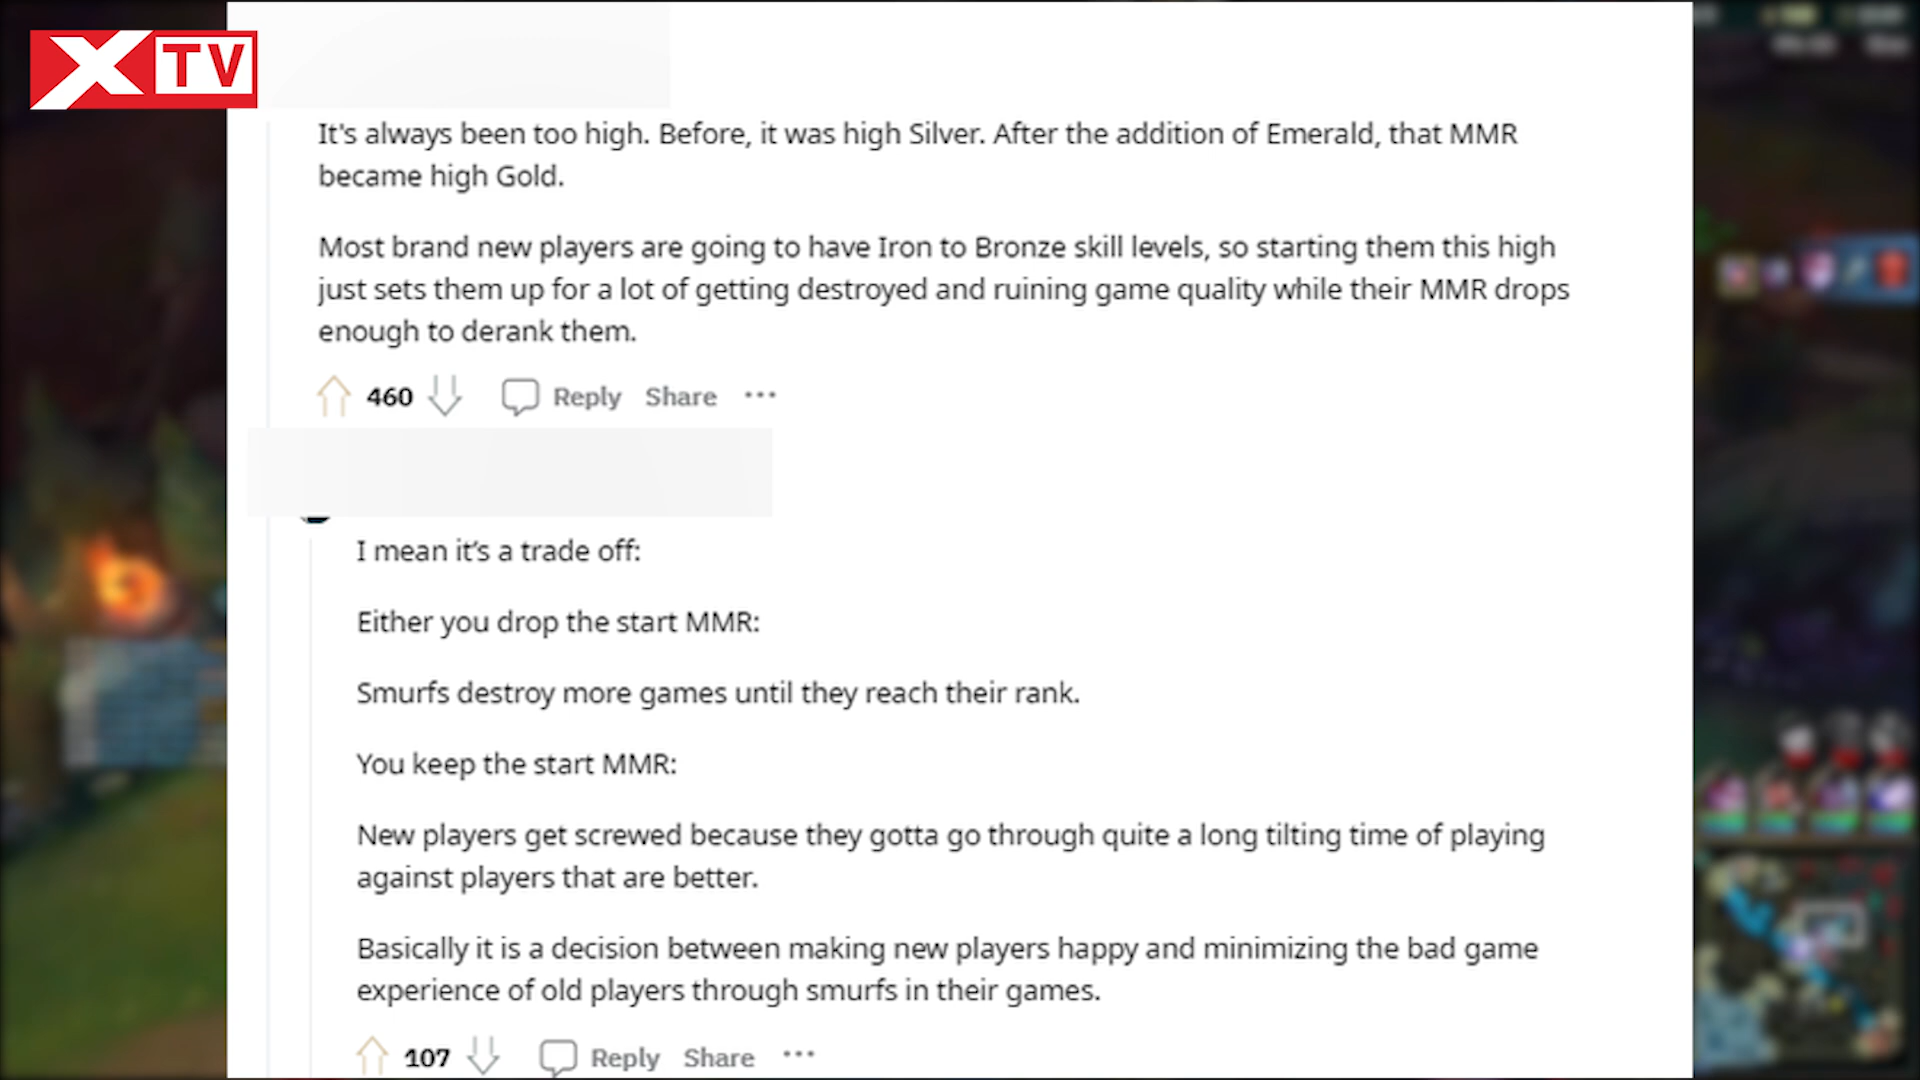 XTV
It's always been too high. Before, it was high Silver. After the addition of Emerald, that MMR
became high Gold.
Most brand new players are going to have Iron to Bronze skill levels, so starting them this high
just sets them up for a lot of getting destroyed and ruining game quality while their MMR drops
enough to derank them.
460 Reply Share ···
I mean it’s a trade off:
Either you drop the start MMR:
Smurfs destroy more games until they reach their rank.
You keep the start MMR:
New players get screwed because they gotta go through quite a long tilting time of playing
against players that are better.
Basically it is a decision between making new players happy and minimizing the bad game
experience of old players through smurfs in their games.
107 Reply Share ···